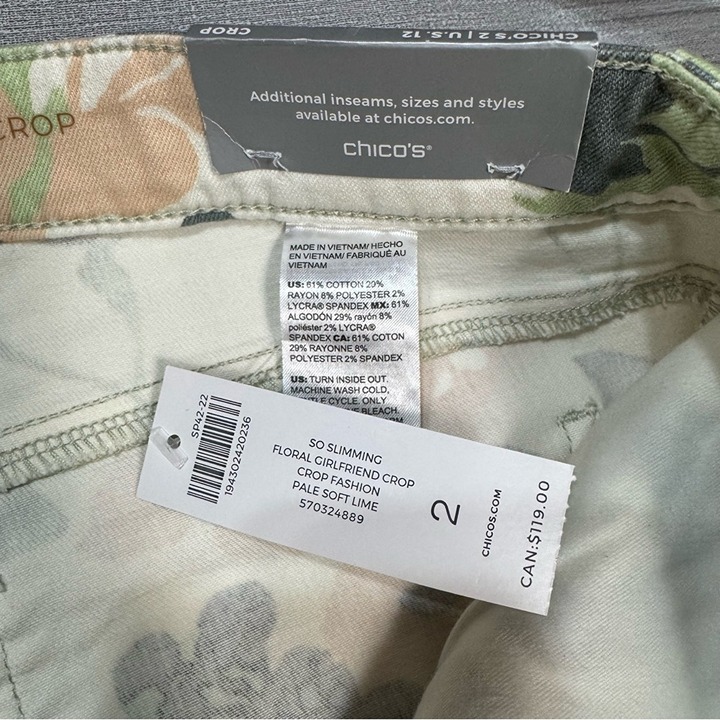 CROP
CHICO'S 2 | U.S. 12
Additional inseams, sizes and styles
available at chicos.com.
chico's®
CROP
MADE IN VIETNAM/ HECHO
EN VIETNAM/ FABRIQUÉ AU
VIETNAM
US: 61% COTTON 29%
RAYON 8% POLYESTER 2%
LYCRA® SPANDEX MX: 61%
ALGODÓN 29% rayón 8%
poliéster 2% LYCRA®
SPANDEX CA: 61% COTON
29% RAYONNE 8%
POLYESTER 2% SPANDEX
US: TURN INSIDE OUT.
MACHINE WASH COLD,
CYCLE. ONLY
BLEACH.
SP42-22
194302420236
SO SLIMMING
FLORAL GIRLFRIEND CROP
CROP FASHION
PALE SOFT LIME
570324889
2
CHICOS.COM
CAN:$119.00